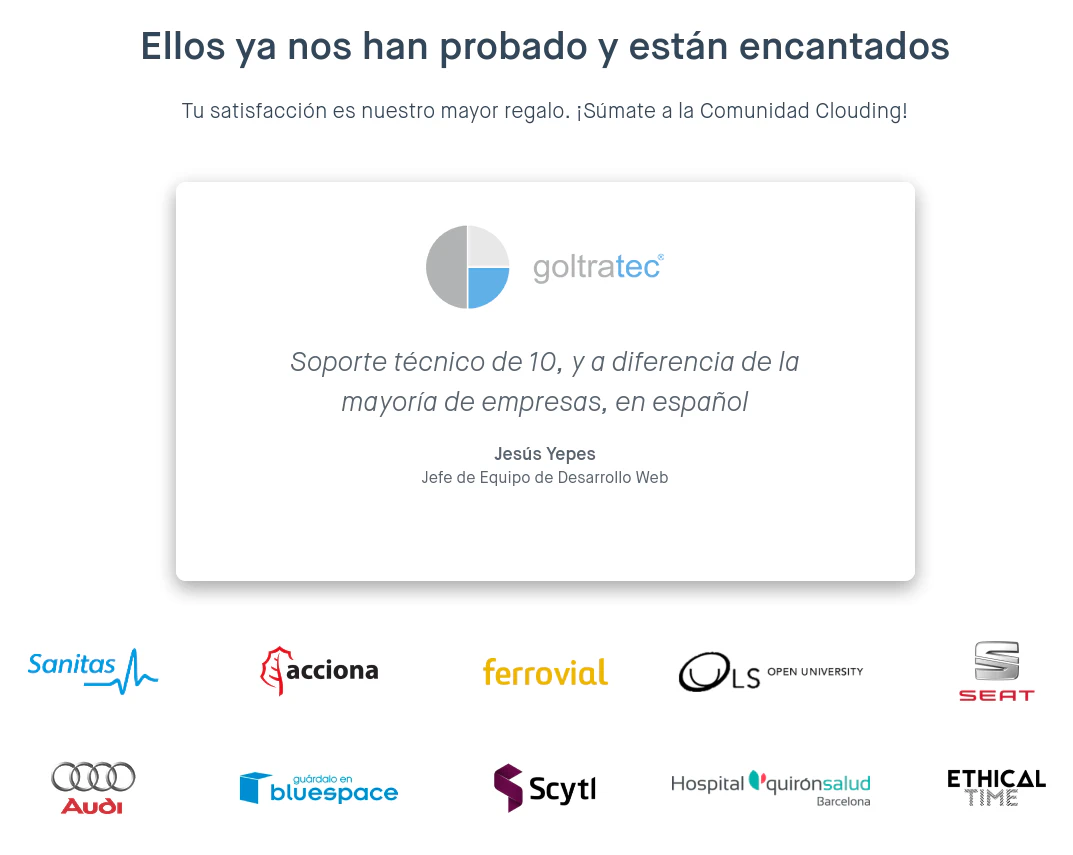 Ellos ya nos han probado y están encantados
Tu satisfacción es nuestro mayor regalo. ¡Súmate a la Comunidad Clouding!
goltratec®
Soporte técnico de 10, y a diferencia de la
mayoría de empresas, en español
Jesús Yepes
Jefe de Equipo de Desarrollo Web
Sanitas
acciona
ferrovial
OLS OPEN UNIVERSITY
SEAT
Audi
guárdalo en
bluespace
Scytl
Hospital quirónsalud
Barcelona
ETHICAL
TIME